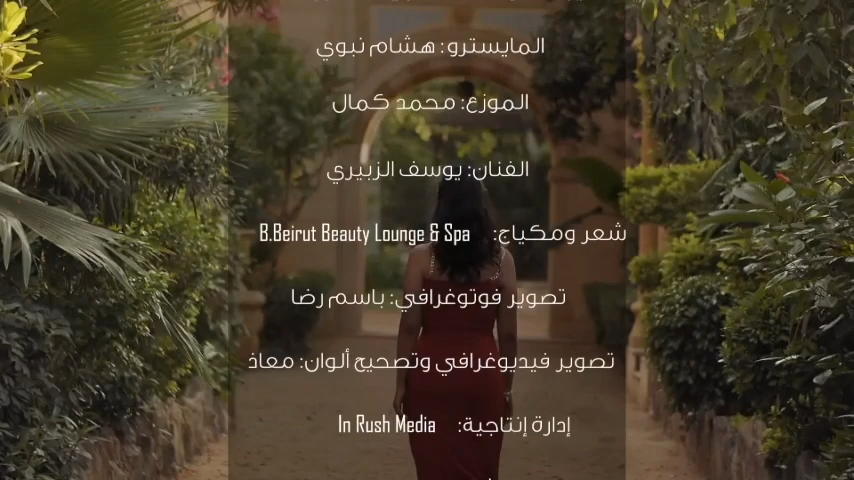 المايسترو: هشام نبوي
الموزع: محمد كمال
الفنان: يوسف الزبيري
شعر ومكياج: B.Beirut Beauty Lounge & Spa
تصوير فوتوغرافي: باسم رضا
تصوير فيديوغرافي وتصحيح ألوان: معاذ
إدارة إنتاجية: In Rush Media